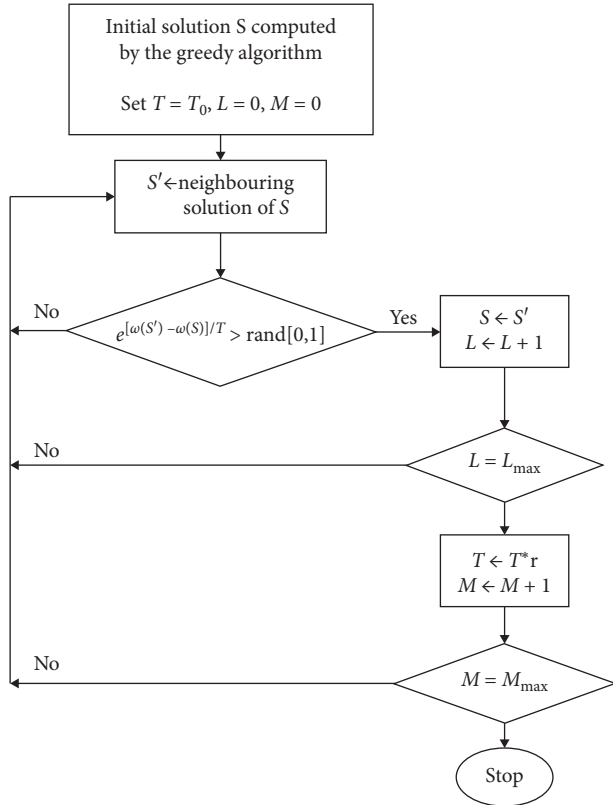 Initial solution S computed
by the greedy algorithm
Set T = T₀, L = 0, M = 0
S′←neighbouring
solution of S
No
e^[ω(S′) −ω(S)]/T > rand[0,1]
Yes
S ← S′
L ← L + 1
No
L = Lmax
T ← T*r
M ← M + 1
No
M = Mmax
Stop